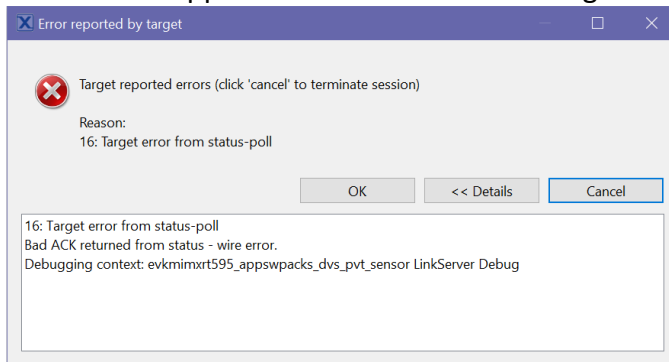 Error reported by target
Target reported errors (click 'cancel' to terminate session)
Reason:
16: Target error from status-poll
OK
<< Details
Cancel
16: Target error from status-poll
Bad ACK returned from status - wire error.
Debugging context: evkmimxrt595_appswpacks_dvs_pvt_sensor LinkServer Debug